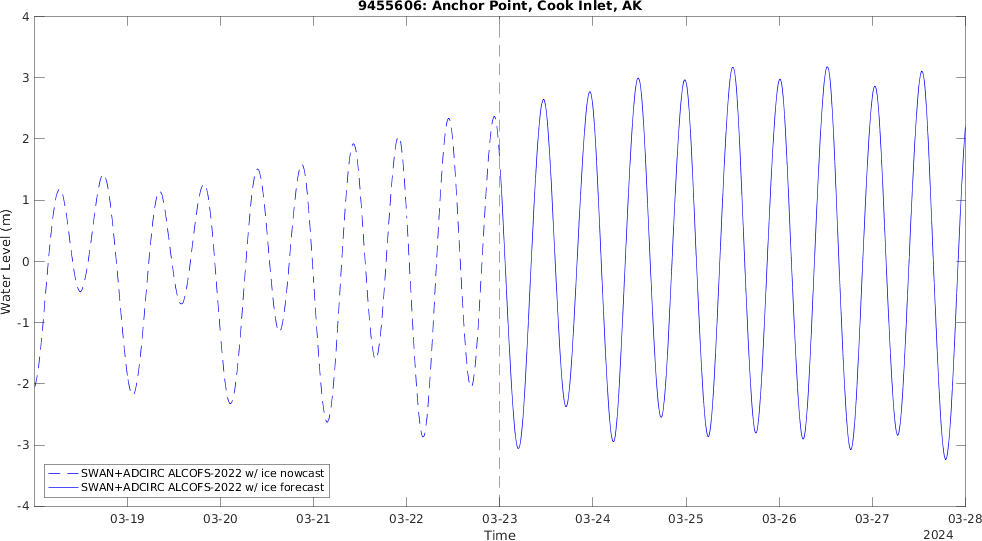 9455606: Anchor Point, Cook Inlet, AK
Water Level (m)
4
3
2
1
0
-1
-2
-3
-4
SWAN+ADCIRC ALCOFS-2022 w/ ice nowcast
SWAN+ADCIRC ALCOFS-2022 w/ ice forecast
03-19 03-20 03-21 03-22 03-23 03-24 03-25 03-26 03-27 03-28
Time
2024